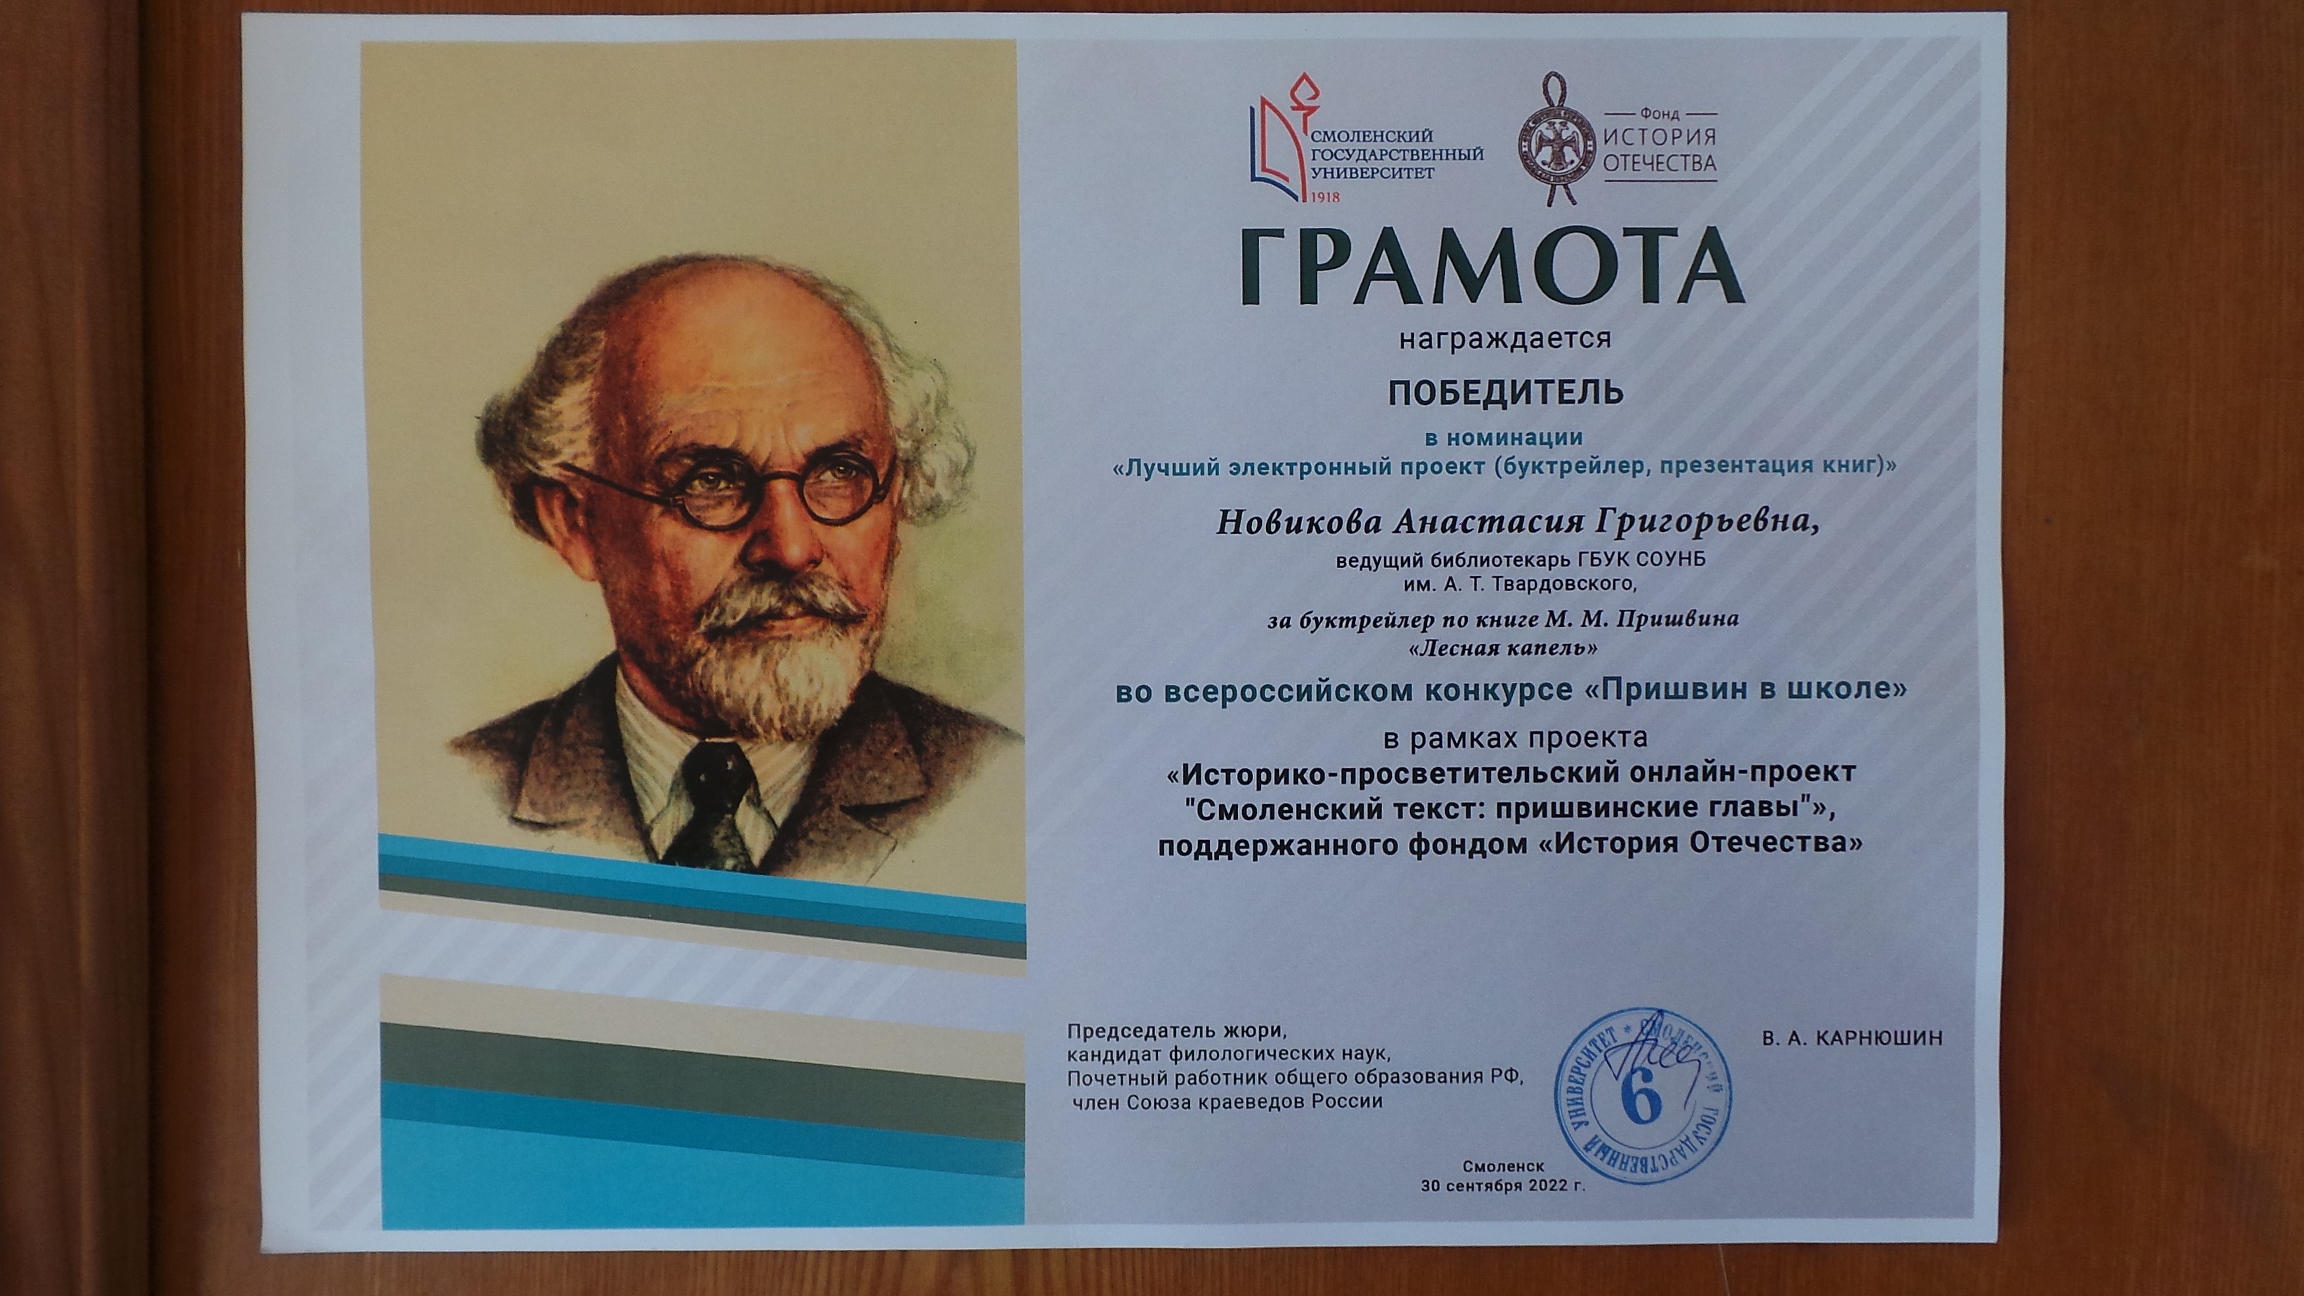 СМОЛЕНСКИЙ
ГОСУДАРСТВЕННЫЙ
УНИВЕРСИТЕТ
1918
Фонд
ИСТОРИЯ
ОТЕЧЕСТВА
ГРАМОТА
награждается
ПОБЕДИТЕЛЬ
в номинации
«Лучший электронный проект (буктрейлер, презентация книг)»
Новикова Анастасия Григорьевна,
ведущий библиотекарь ГБУК СОУНБ
им. А. Т. Твардовского,
за буктрейлер по книге М. М. Пришвина
«Лесная капель»
во всероссийском конкурсе «Пришвин в школе»
в рамках проекта
«Историко-просветительский онлайн-проект
"Смоленский текст: пришвинские главы"»,
поддержанного фондом «История Отечества»
Председатель жюри,
кандидат филологических наук,
Почетный работник общего образования РФ,
член Союза краеведов России
СМОЛЕНСКИЙ ГОСУДАРСТВЕННЫЙ УНИВЕРСИТЕТ *
6
В. А. КАРНЮШИН
Смоленск
30 сентября 2022 г.